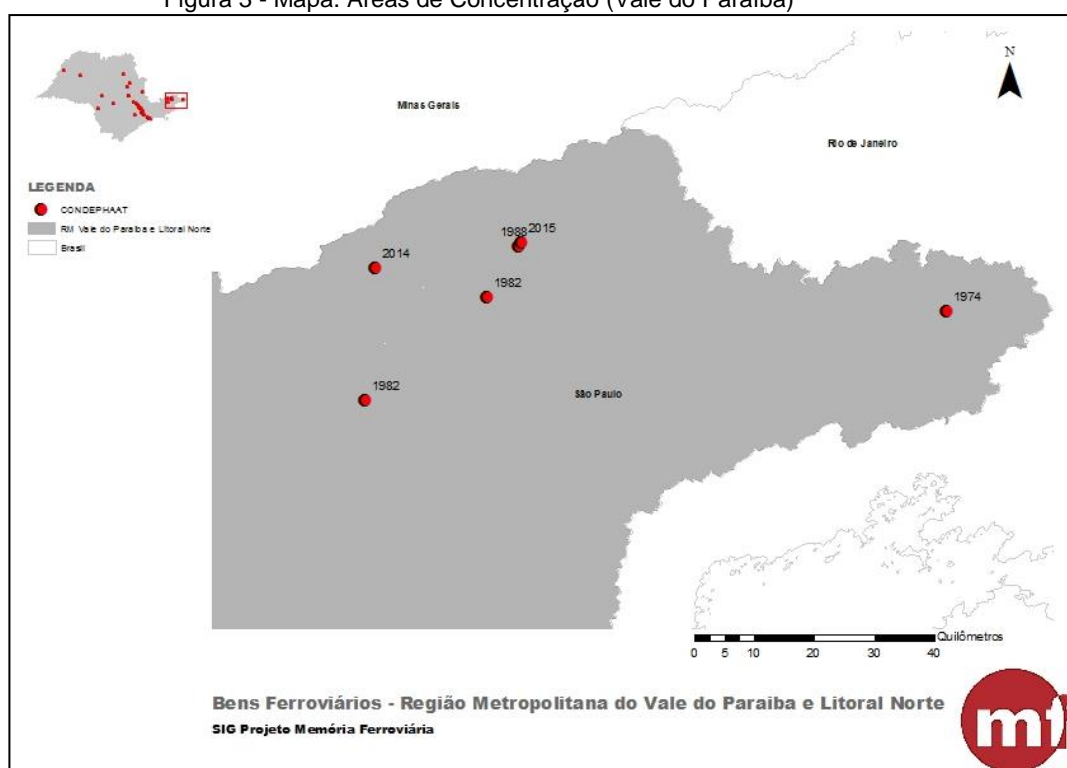 Figura 3 - Mapa: Áreas de Concentração (Vale do Paraíba)
N
Minas Gerais
Rio de Janeiro
LEGENDA
CONDEPHAAT
RM Vale do Paraiba e Litoral Norte
Brasil
1988
2015
2014
1982
1974
1982
São Paulo
Quilômetros
0 5 10 20 30 40
Bens Ferroviários - Região Metropolitana do Vale do Paraiba e Litoral Norte
SIG Projeto Memória Ferroviária
mf